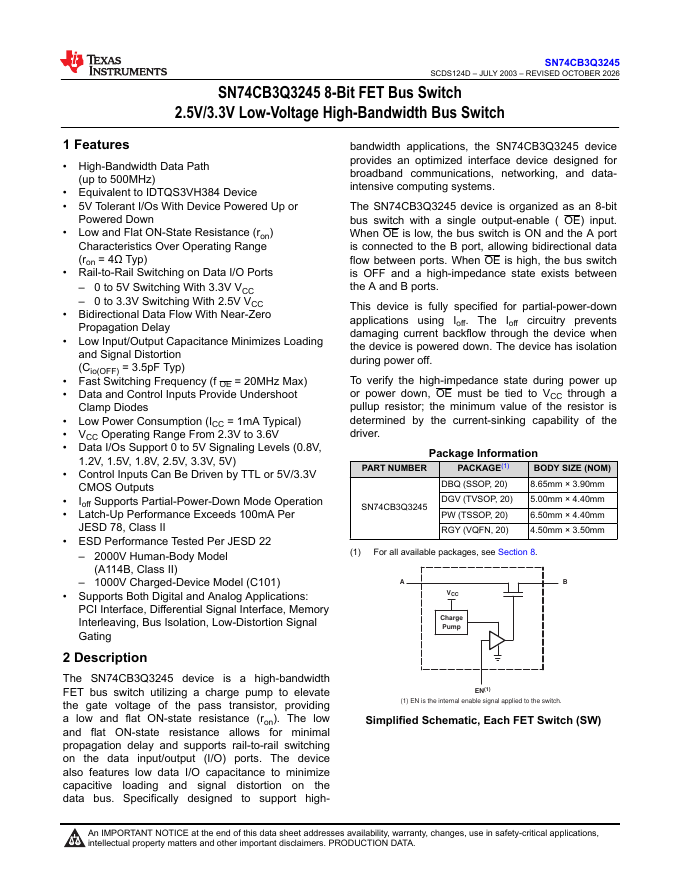 TEXAS
INSTRUMENTS
SN74CB3Q3245
SCDS124D – JULY 2003 – REVISED OCTOBER 2026
SN74CB3Q3245 8-Bit FET Bus Switch
2.5V/3.3V Low-Voltage High-Bandwidth Bus Switch
1 Features
• High-Bandwidth Data Path
(up to 500MHz)
• Equivalent to IDTQS3VH384 Device
• 5V Tolerant I/Os With Device Powered Up or
Powered Down
• Low and Flat ON-State Resistance (ron)
Characteristics Over Operating Range
(ron = 4Ω Typ)
• Rail-to-Rail Switching on Data I/O Ports
– 0 to 5V Switching With 3.3V VCC
– 0 to 3.3V Switching With 2.5V VCC
• Bidirectional Data Flow With Near-Zero
Propagation Delay
• Low Input/Output Capacitance Minimizes Loading
and Signal Distortion
(Cio(OFF) = 3.5pF Typ)
• Fast Switching Frequency (f OE = 20MHz Max)
• Data and Control Inputs Provide Undershoot
Clamp Diodes
• Low Power Consumption (ICC = 1mA Typical)
• VCC Operating Range From 2.3V to 3.6V
• Data I/Os Support 0 to 5V Signaling Levels (0.8V,
1.2V, 1.5V, 1.8V, 2.5V, 3.3V, 5V)
• Control Inputs Can Be Driven by TTL or 5V/3.3V
CMOS Outputs
• Ioff Supports Partial-Power-Down Mode Operation
• Latch-Up Performance Exceeds 100mA Per
JESD 78, Class II
• ESD Performance Tested Per JESD 22
– 2000V Human-Body Model
(A114B, Class II)
– 1000V Charged-Device Model (C101)
• Supports Both Digital and Analog Applications:
PCI Interface, Differential Signal Interface, Memory
Interleaving, Bus Isolation, Low-Distortion Signal
Gating
2 Description
The SN74CB3Q3245 device is a high-bandwidth
FET bus switch utilizing a charge pump to elevate
the gate voltage of the pass transistor, providing
a low and flat ON-state resistance (ron). The low
and flat ON-state resistance allows for minimal
propagation delay and supports rail-to-rail switching
on the data input/output (I/O) ports. The device
also features low data I/O capacitance to minimize
capacitive loading and signal distortion on the
data bus. Specifically designed to support high-
bandwidth applications, the SN74CB3Q3245 device
provides an optimized interface device designed for
broadband communications, networking, and data-
intensive computing systems.
The SN74CB3Q3245 device is organized as an 8-bit
bus switch with a single output-enable ( OE) input.
When OE is low, the bus switch is ON and the A port
is connected to the B port, allowing bidirectional data
flow between ports. When OE is high, the bus switch
is OFF and a high-impedance state exists between
the A and B ports.
This device is fully specified for partial-power-down
applications using Ioff. The Ioff circuitry prevents
damaging current backflow through the device when
the device is powered down. The device has isolation
during power off.
To verify the high-impedance state during power up
or power down, OE must be tied to VCC through a
pullup resistor; the minimum value of the resistor is
determined by the current-sinking capability of the
driver.
Package Information
PART NUMBER PACKAGE(1) BODY SIZE (NOM)
SN74CB3Q3245
DBQ (SSOP, 20) 8.65mm × 3.90mm
DGV (TVSOP, 20) 5.00mm × 4.40mm
PW (TSSOP, 20) 6.50mm × 4.40mm
RGY (VQFN, 20) 4.50mm × 3.50mm
(1) For all available packages, see Section 8.
A
B
VCC
Charge
Pump
EN(1)
(1) EN is the internal enable signal applied to the switch.
Simplified Schematic, Each FET Switch (SW)
An IMPORTANT NOTICE at the end of this data sheet addresses availability, warranty, changes, use in safety-critical applications,
intellectual property matters and other important disclaimers. PRODUCTION DATA.